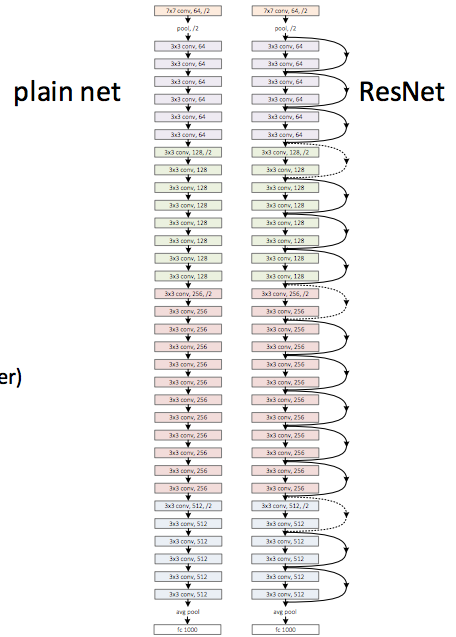 plain net
er)
7x7 conv, 64, /2
pool, /2
3x3 conv, 64
3x3 conv, 64
3x3 conv, 64
3x3 conv, 64
3x3 conv, 64
3x3 conv, 64
3x3 conv, 128, /2
3x3 conv, 128
3x3 conv, 128
3x3 conv, 128
3x3 conv, 128
3x3 conv, 128
3x3 conv, 128
3x3 conv, 128
3x3 conv, 256, /2
3x3 conv, 256
3x3 conv, 256
3x3 conv, 256
3x3 conv, 256
3x3 conv, 256
3x3 conv, 256
3x3 conv, 256
3x3 conv, 256
3x3 conv, 256
3x3 conv, 256
3x3 conv, 256
3x3 conv, 512, /2
3x3 conv, 512
3x3 conv, 512
3x3 conv, 512
3x3 conv, 512
3x3 conv, 512
avg pool
fc 1000
7x7 conv, 64, /2
pool, /2
3x3 conv, 64
3x3 conv, 64
3x3 conv, 64
3x3 conv, 64
3x3 conv, 64
3x3 conv, 64
3x3 conv, 128, /2
3x3 conv, 128
3x3 conv, 128
3x3 conv, 128
3x3 conv, 128
3x3 conv, 128
3x3 conv, 128
3x3 conv, 128
3x3 conv, 256, /2
3x3 conv, 256
3x3 conv, 256
3x3 conv, 256
3x3 conv, 256
3x3 conv, 256
3x3 conv, 256
3x3 conv, 256
3x3 conv, 256
3x3 conv, 256
3x3 conv, 256
3x3 conv, 256
3x3 conv, 512, /2
3x3 conv, 512
3x3 conv, 512
3x3 conv, 512
3x3 conv, 512
3x3 conv, 512
avg pool
fc 1000
ResNet